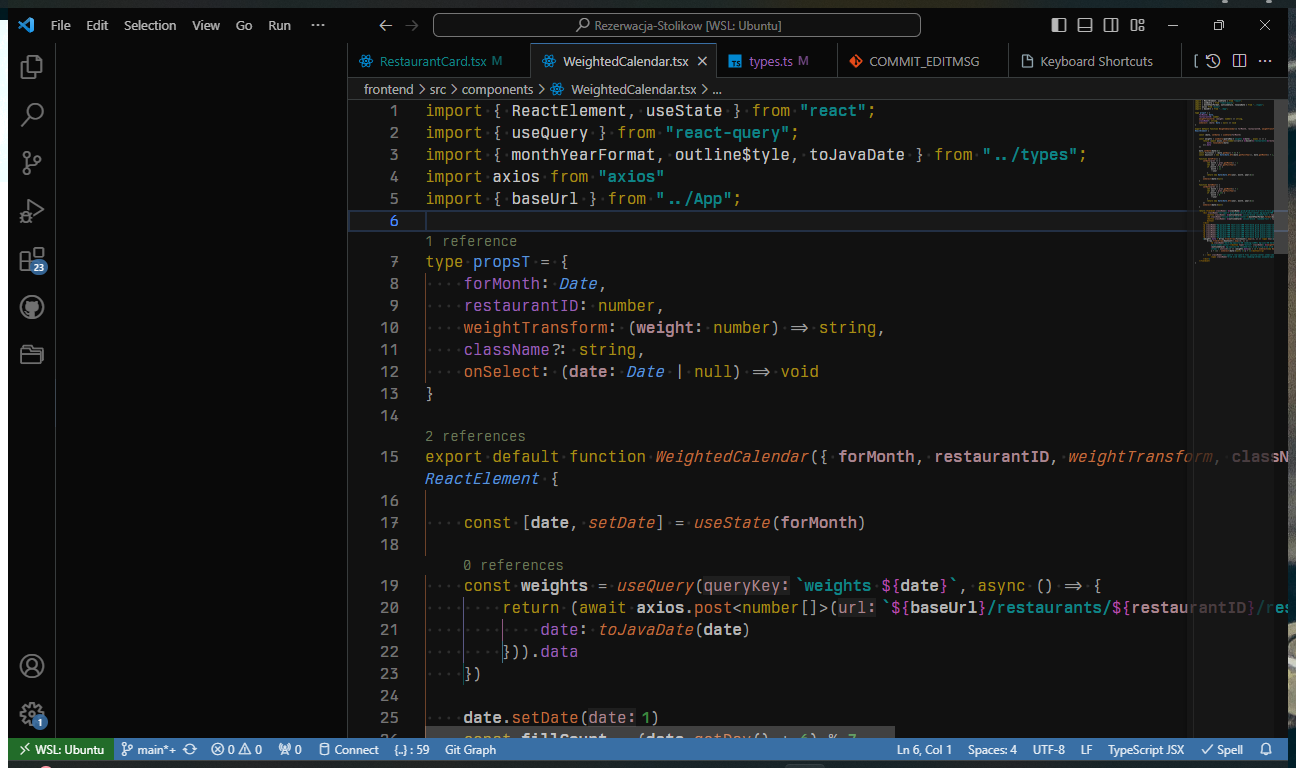 File Edit Selection View Go Run ··· Rezerwacja-Stolikow [WSL: Ubuntu]
RestaurantCard.tsx M WeightedCalendar.tsx types.ts M COMMIT_EDITMSG Keyboard Shortcuts
frontend > src > components > WeightedCalendar.tsx > ...
1 import { ReactElement, useState } from "react";
2 import { useQuery } from "react-query";
3 import { monthYearFormat, outline$tyle, toJavaDate } from "../types";
4 import axios from "axios"
5 import { baseUrl } from "../App";
6
1 reference
7 type propsT = {
8 forMonth: Date,
9 restaurantID: number,
10 weightTransform: (weight: number) => string,
11 className?: string,
12 onSelect: (date: Date | null) => void
13 }
14
2 references
15 export default function WeightedCalendar({ forMonth, restaurantID, weightTransform, classN
ReactElement {
16
17 const [date, setDate] = useState(forMonth)
18
0 references
19 const weights = useQuery(queryKey: `weights ${date}`, async () => {
20 return (await axios.post<number[]>(url: `${baseUrl}/restaurants/${restaurantID}/res
21 date: toJavaDate(date)
22 })).data
23 })
24
25 date.setDate(date: 1)
23
1
WSL: Ubuntu main*+ 0 0 0 Connect {..} : 59 Git Graph Ln 6, Col 1 Spaces: 4 UTF-8 LF TypeScript JSX Spell